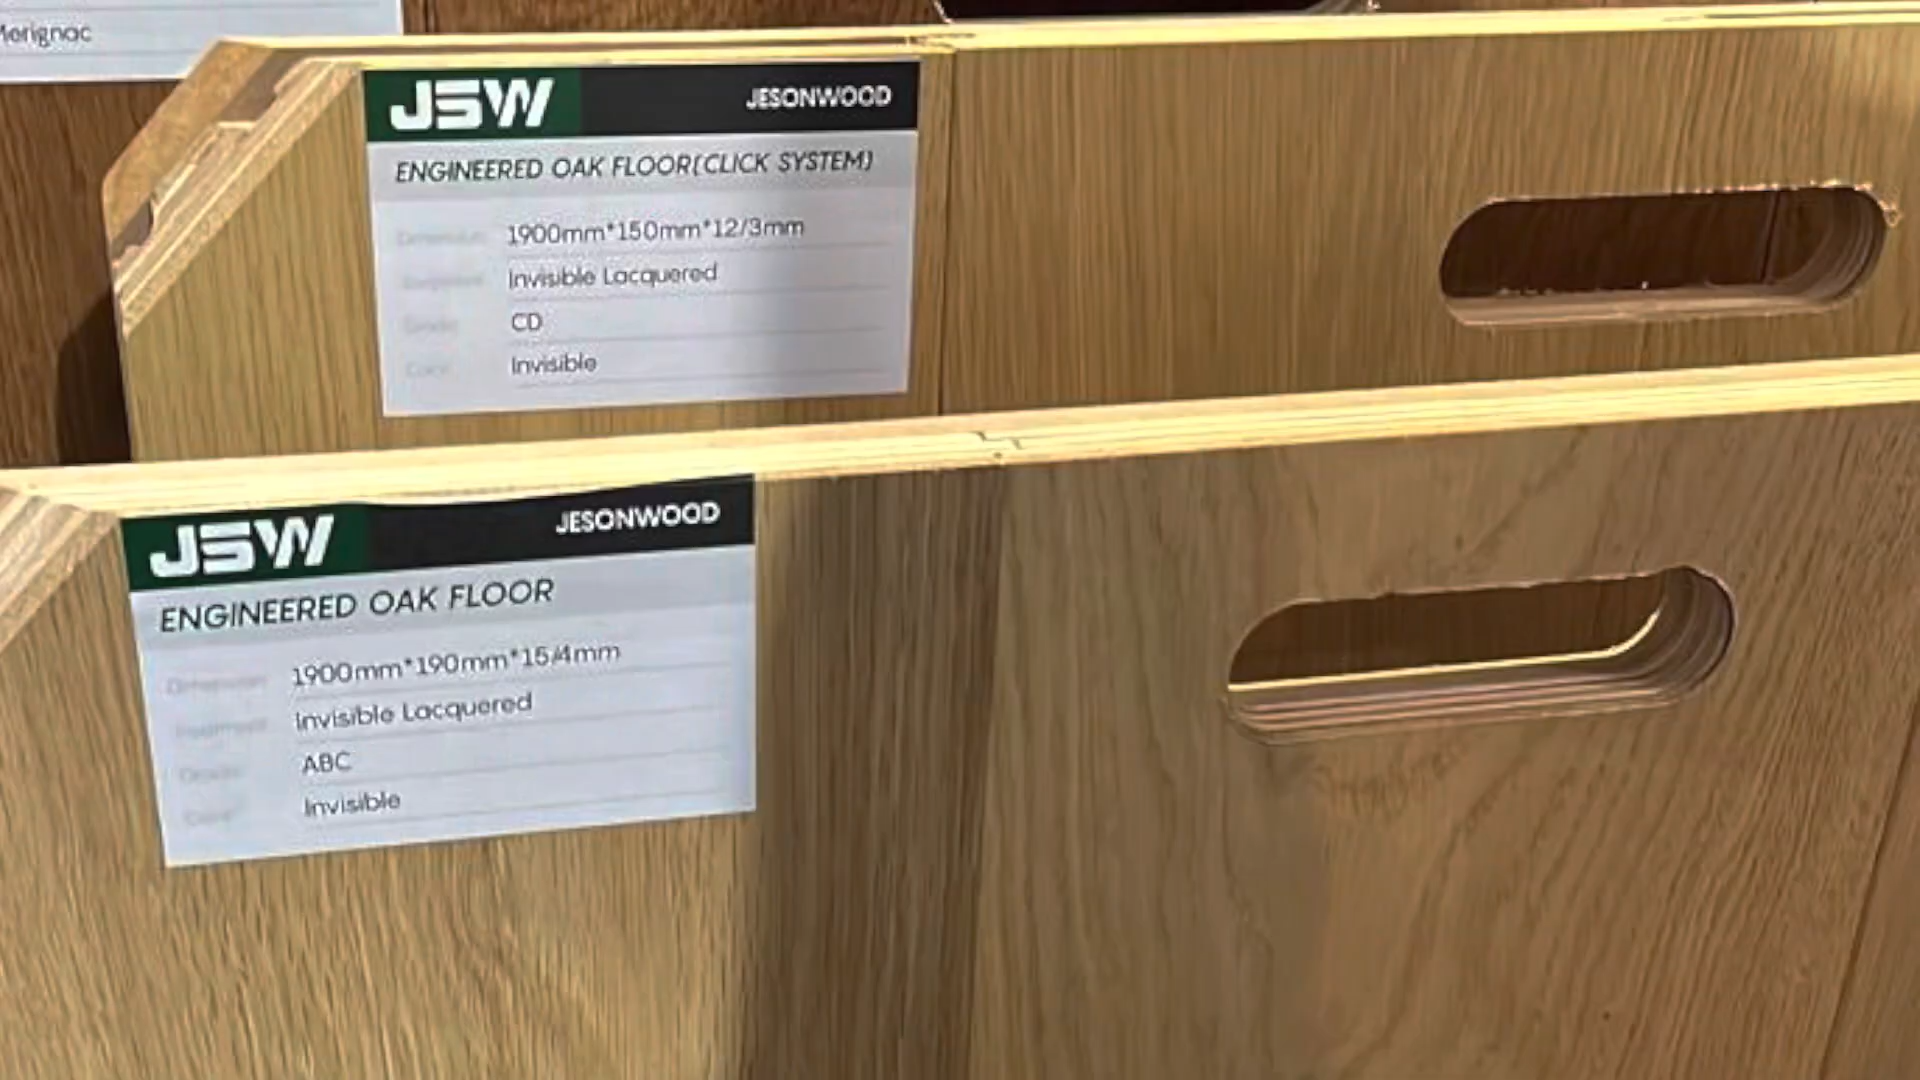 Merignac
JSW JESONWOOD
ENGINEERED OAK FLOOR(CLICK SYSTEM)
1900mm*150mm*12/3mm
Invisible Lacquered
CD
Invisible
JSW JESONWOOD
ENGINEERED OAK FLOOR
1900mm*190mm*15/4mm
Invisible Lacquered
ABC
Invisible